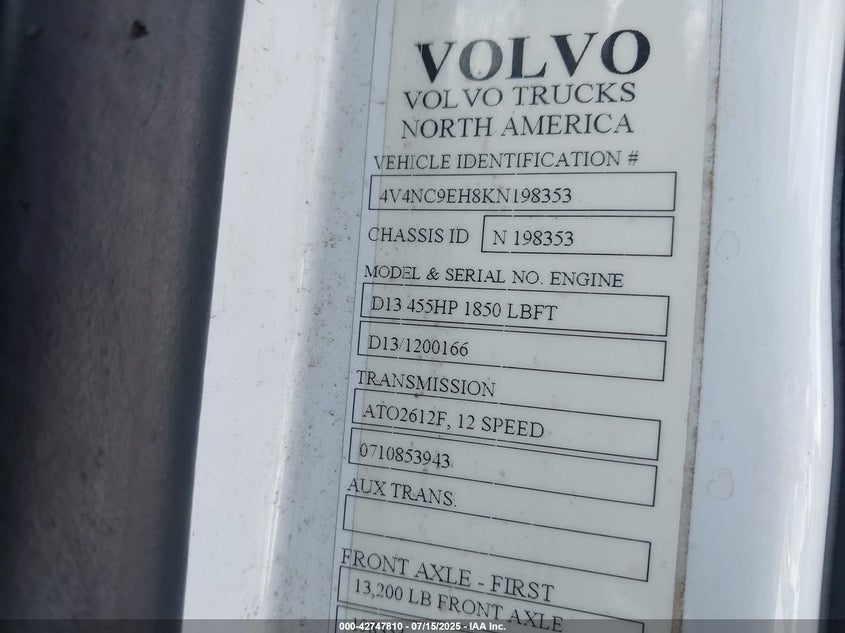 VOLVO
VOLVO TRUCKS
NORTH AMERICA
VEHICLE IDENTIFICATION #
4V4NC9EH8KN198353
CHASSIS ID N 198353
MODEL & SERIAL NO. ENGINE
D13 455HP 1850 LBFT
D13/1200166
TRANSMISSION
ATO2612F, 12 SPEED
0710853943
AUX TRANS.
FRONT AXLE - FIRST
13,200 LB FRONT AXLE
000-42747810 - 07/15/2025 - IAA Inc.